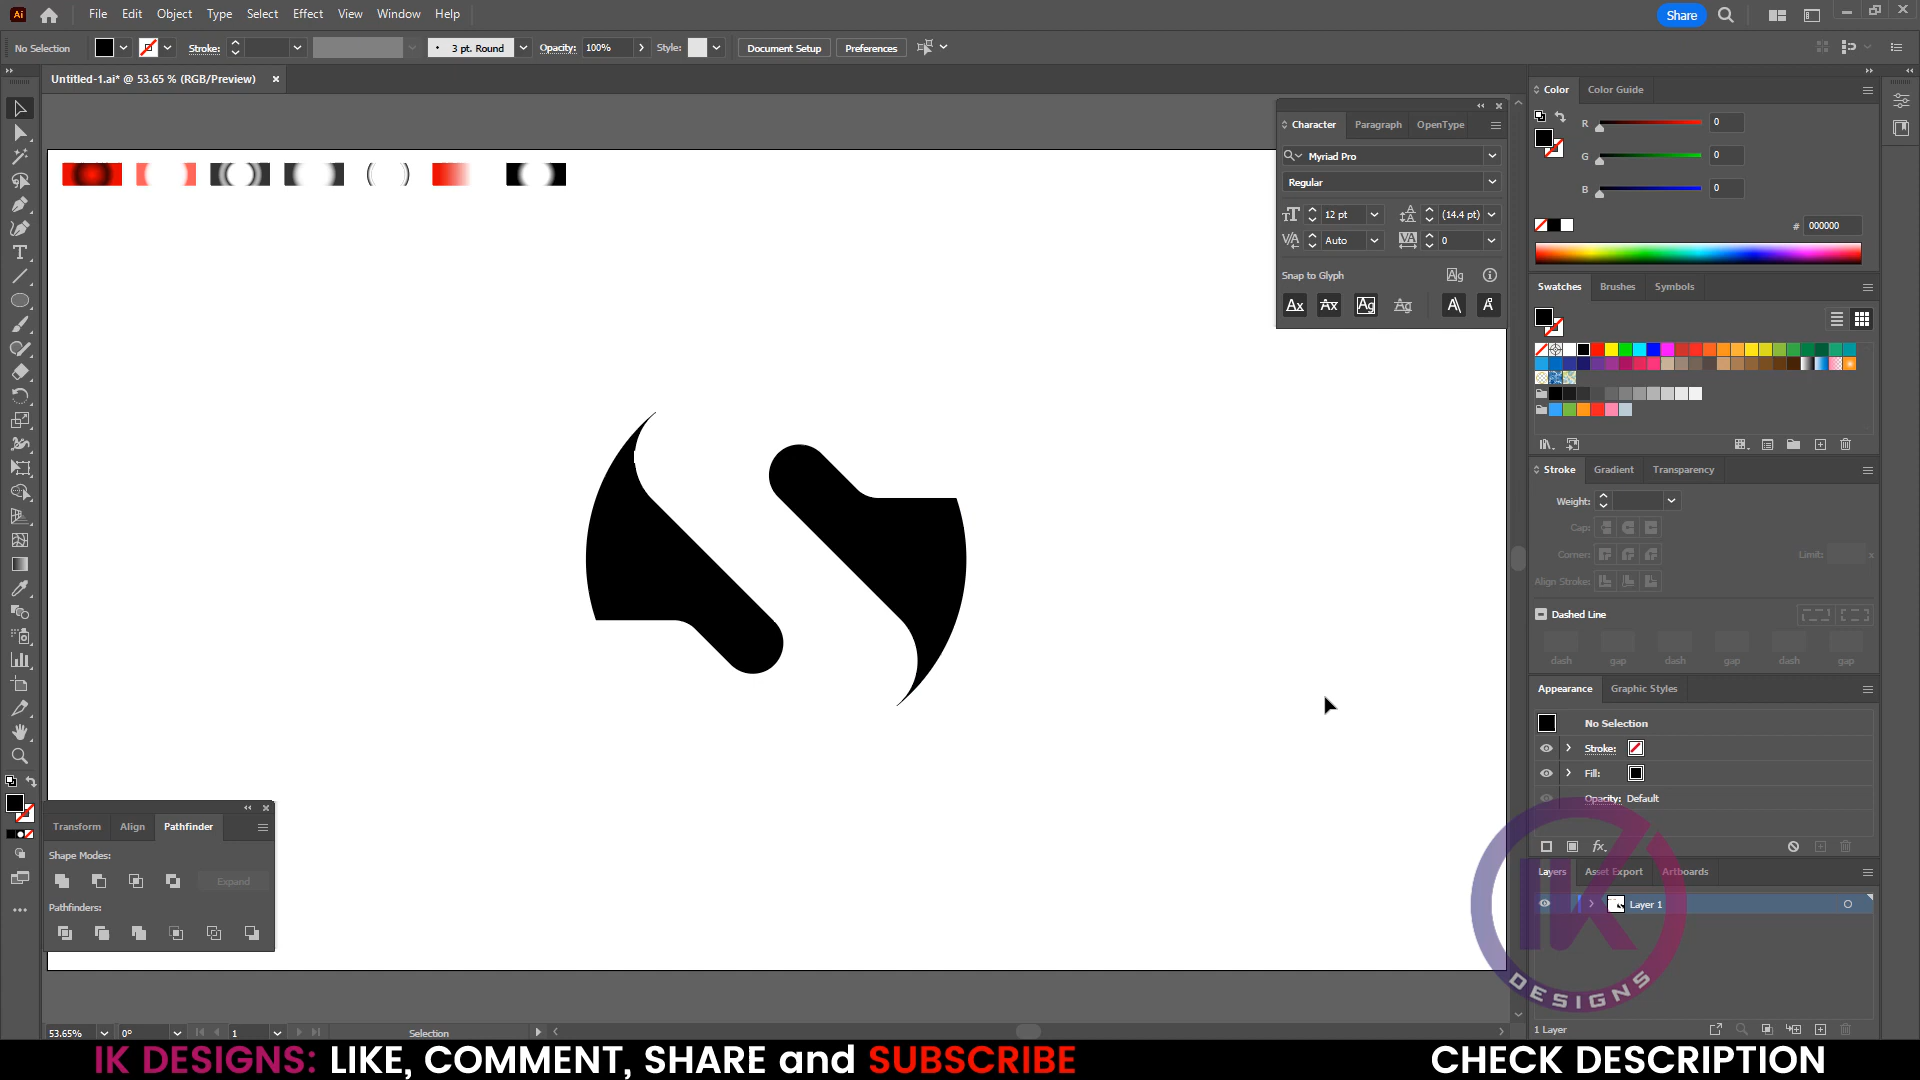 Ai File Edit Object Type Select Effect View Window Help Share
No Selection Stroke: 3 pt. Round Opacity: 100% Style: Document Setup Preferences
Untitled-1.ai* @ 53.65 % (RGB/Preview) ×
Color Color Guide
R 0
G 0
B 0
# 000000
Character Paragraph OpenType
Myriad Pro
Regular
12 pt (14.4 pt)
Auto 0
Snap to Glyph
Swatches Brushes Symbols
Stroke Gradient Transparency
Weight:
Cap:
Corner: Limit: x
Align Stroke:
Dashed Line
dash gap dash gap dash gap
Appearance Graphic Styles
No Selection
Stroke:
Fill:
Opacity: Default
fx
Layers Asset Export Artboards
Layer 1
1 Layer
Transform Align Pathfinder
Shape Modes:
Expand
Pathfinders:
53.65% 0° 1 Selection
IK
DESIGNS
IK DESIGNS: LIKE, COMMENT, SHARE and SUBSCRIBE CHECK DESCRIPTION